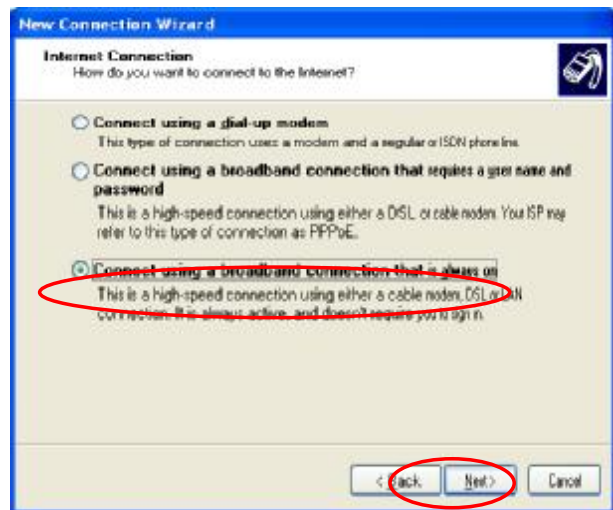 New Connection Wizard
Internet Connection
How do you want to connect to the Internet?
Connect using a dial-up modem
This type of connection uses a modem and a regular or ISDN phone line.
Connect using a broadband connection that requires a user name and
password
This is a high-speed connection using either a DSL or cable modem. Your ISP may
refer to this type of connection as PPPoE.
Connect using a broadband connection that is always on
This is a high-speed connection using either a cable modem, DSL or LAN
connection. It is always active, and doesn't require you to sign in.
< Back
Next >
Cancel